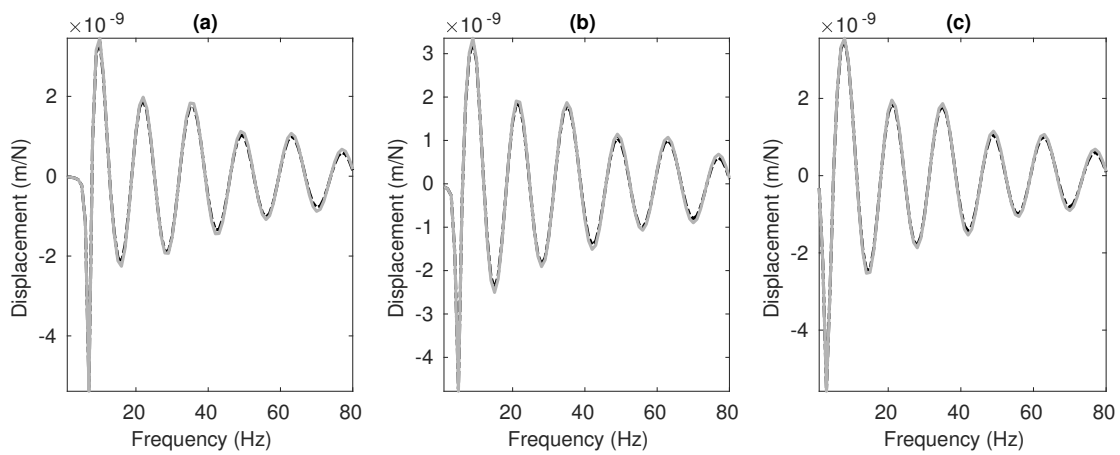 (a)
×10 -9
2
0
-2
-4
Displacement (m/N)
20 40 60 80
Frequency (Hz)
(b)
×10 -9
3
2
1
0
-1
-2
-3
-4
Displacement (m/N)
20 40 60 80
Frequency (Hz)
(c)
×10 -9
2
0
-2
-4
Displacement (m/N)
20 40 60 80
Frequency (Hz)